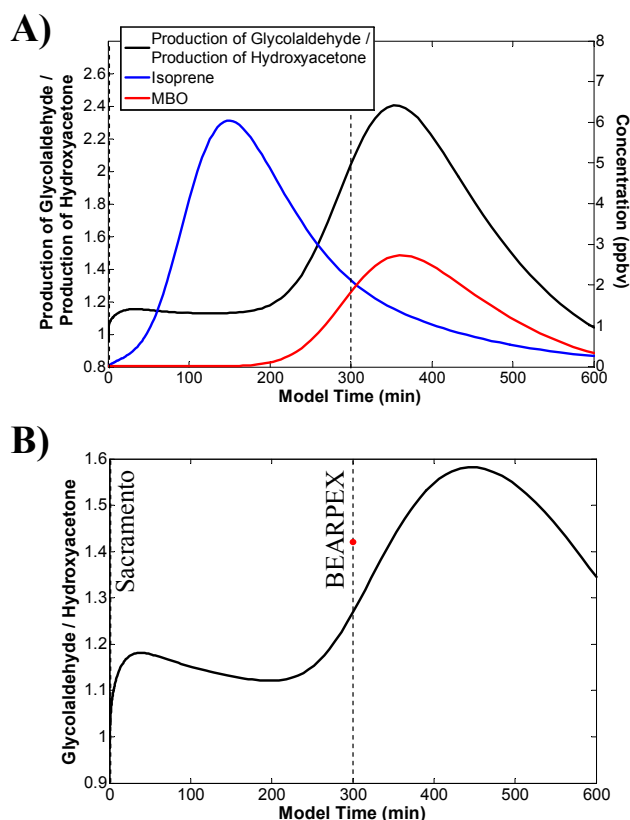 A)
Production of Glycolaldehyde /
Production of Hydroxyacetone
Isoprene
MBO
Production of Glycolaldehyde /
Production of Hydroxyacetone
2.6
2.4
2.2
2
1.8
1.6
1.4
1.2
1
0.8
8
7
6
5
4
3
2
1
0
Concentration (ppbv)
0 100 200 300 400 500 600
Model Time (min)
B)
Glycolaldehyde / Hydroxyacetone
1.6
1.5
1.4
1.3
1.2
1.1
1
0.9
Sacramento
BEARPEX
0 100 200 300 400 500 600
Model Time (min)